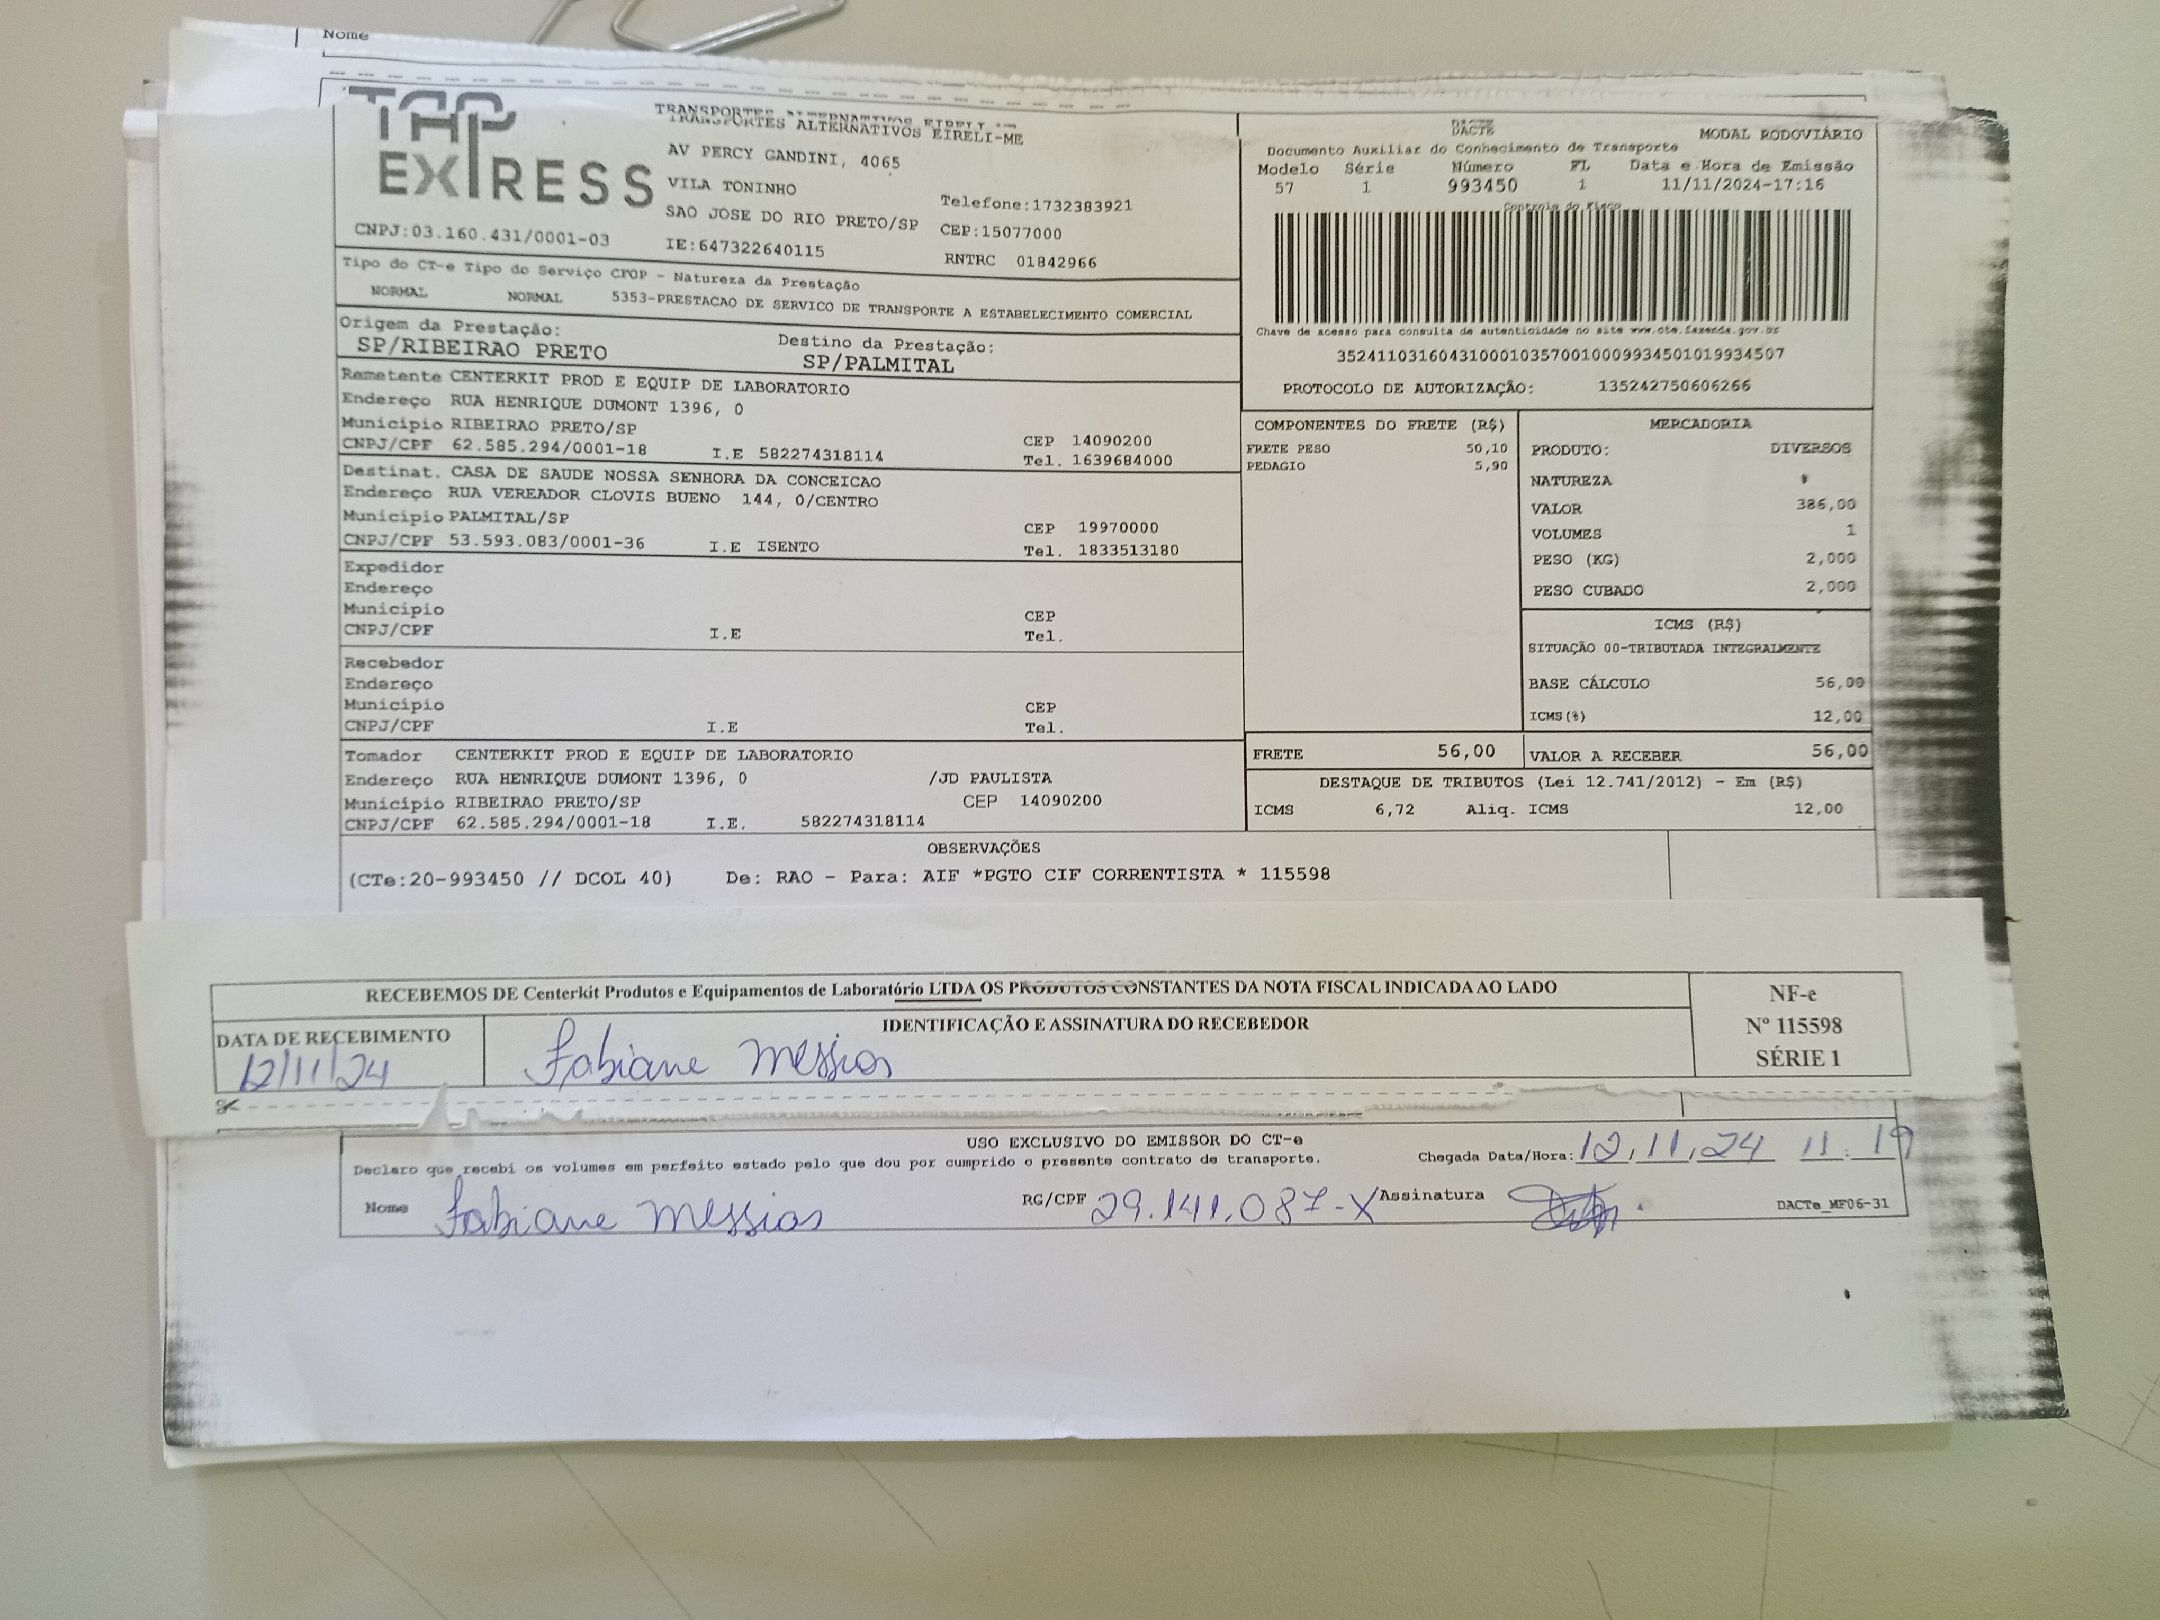 Nome
TAP
EXPRESS
TRANSPORTES ALTERNATIVOS EIRELI-ME
AV PERCY GANDINI, 4065
VILA TONINHO
SAO JOSE DO RIO PRETO/SP
IE:647322640115
Telefone:1732383921
CEP:15077000
RNTRC 01842966
CNPJ:03.160.431/0001-03
DACTE
MODAL RODOVIÁRIO
Documento Auxiliar do Conhecimento de Transporte
Modelo Série Número FL Data e Hora de Emissão
57 1 993450 1 11/11/2024-17:16
Controle do Fisco
Chave de acesso para consulta de autenticidade no site www.cte.fazenda.gov.br
35241103160431000103570010009934501019934507
PROTOCOLO DE AUTORIZAÇÃO: 135242750606266
Tipo do CT-e Tipo do Serviço CFOP - Natureza da Prestação
NORMAL NORMAL 5353-PRESTACAO DE SERVICO DE TRANSPORTE A ESTABELECIMENTO COMERCIAL
Origem da Prestação: Destino da Prestação:
SP/RIBEIRAO PRETO SP/PALMITAL
Remetente CENTERKIT PROD E EQUIP DE LABORATORIO
Endereço RUA HENRIQUE DUMONT 1396, 0
Município RIBEIRAO PRETO/SP CEP 14090200
CNPJ/CPF 62.585.294/0001-18 I.E 582274318114 Tel. 1639684000
Destinat. CASA DE SAUDE NOSSA SENHORA DA CONCEICAO
Endereço RUA VEREADOR CLOVIS BUENO 144, 0/CENTRO
Município PALMITAL/SP CEP 19970000
CNPJ/CPF 53.593.083/0001-36 I.E ISENTO Tel. 1833513180
Expedidor
Endereço
Município CEP
CNPJ/CPF I.E Tel.
Recebedor
Endereço
Município CEP
CNPJ/CPF I.E Tel.
Tomador CENTERKIT PROD E EQUIP DE LABORATORIO
Endereço RUA HENRIQUE DUMONT 1396, 0 /JD PAULISTA
Município RIBEIRAO PRETO/SP CEP 14090200
CNPJ/CPF 62.585.294/0001-18 I.E. 582274318114
COMPONENTES DO FRETE (R$)
FRETE PESO 50,10
PEDAGIO 5,90
MERCADORIA
PRODUTO: DIVERSOS
NATUREZA
VALOR 386,00
VOLUMES 1
PESO (KG) 2,000
PESO CUBADO 2,000
ICMS (R$)
SITUAÇÃO 00-TRIBUTADA INTEGRALMENTE
BASE CÁLCULO 56,00
ICMS(%) 12,00
FRETE 56,00 VALOR A RECEBER 56,00
DESTAQUE DE TRIBUTOS (Lei 12.741/2012) - Em (R$)
ICMS 6,72 Aliq. ICMS 12,00
OBSERVAÇÕES
(CTe:20-993450 // DCOL 40) De: RAO - Para: AIF *PGTO CIF CORRENTISTA * 115598
RECEBEMOS DE Centerkit Produtos e Equipamentos de Laboratório LTDA OS PRODUTOS CONSTANTES DA NOTA FISCAL INDICADA AO LADO
DATA DE RECEBIMENTO
12/11/24
IDENTIFICAÇÃO E ASSINATURA DO RECEBEDOR
Fabiane Messias
NF-e
Nº 115598
SÉRIE 1
USO EXCLUSIVO DO EMISSOR DO CT-e
Declaro que recebi os volumes em perfeito estado pelo que dou por cumprido o presente contrato de transporte.
Chegada Data/Hora: 12,11,24 11:19
Nome Fabiane Messias RG/CPF 29.141.087-X Assinatura
DACTe_MF06-31